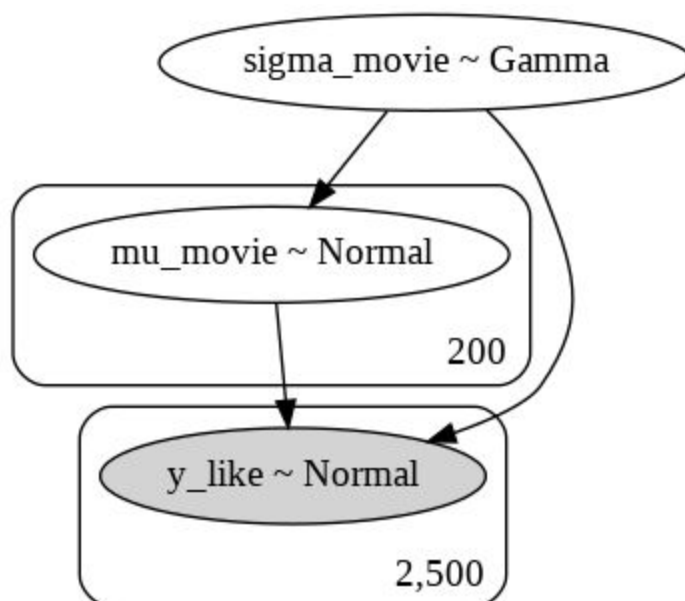 sigma_movie ~ Gamma
mu_movie ~ Normal
200
y_like ~ Normal
2,500